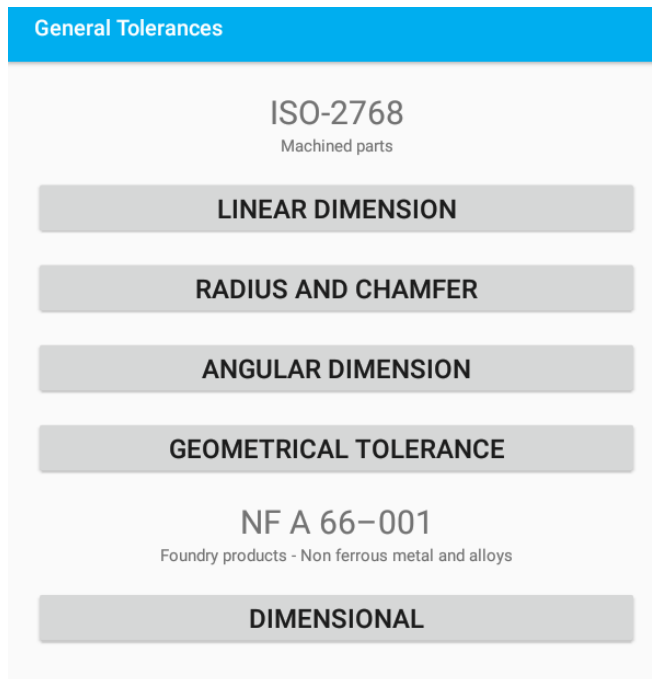 General Tolerances
ISO-2768
Machined parts
LINEAR DIMENSION
RADIUS AND CHAMFER
ANGULAR DIMENSION
GEOMETRICAL TOLERANCE
NF A 66–001
Foundry products - Non ferrous metal and alloys
DIMENSIONAL